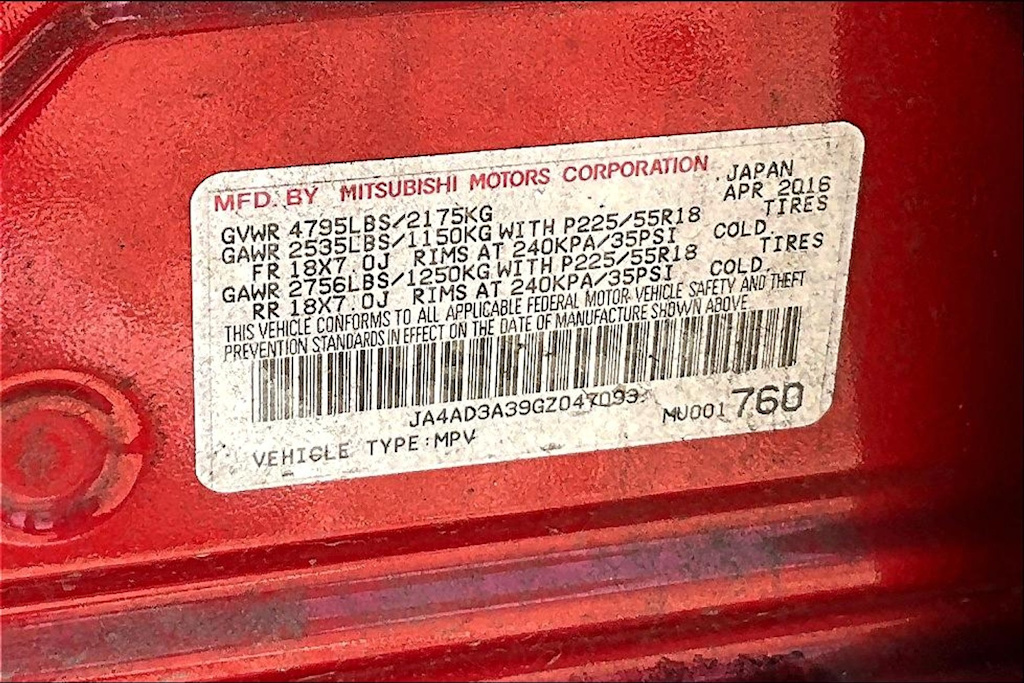 MFD. BY MITSUBISHI MOTORS CORPORATION JAPAN
APR 2016
GVWR 4795LBS/2175KG
GAWR 2535LBS/1150KG WITH P225/55R18 TIRES
FR 18X7.0J RIMS AT 240KPA/35PSI COLD.
GAWR 2756LBS/1250KG WITH P225/55R18 TIRES
RR 18X7.0J RIMS AT 240KPA/35PSI COLD.
THIS VEHICLE CONFORMS TO ALL APPLICABLE FEDERAL MOTOR VEHICLE SAFETY AND THEFT
PREVENTION STANDARDS IN EFFECT ON THE DATE OF MANUFACTURE SHOWN ABOVE.
JA4AD3A39GZ047093
MU001760
VEHICLE TYPE:MPV